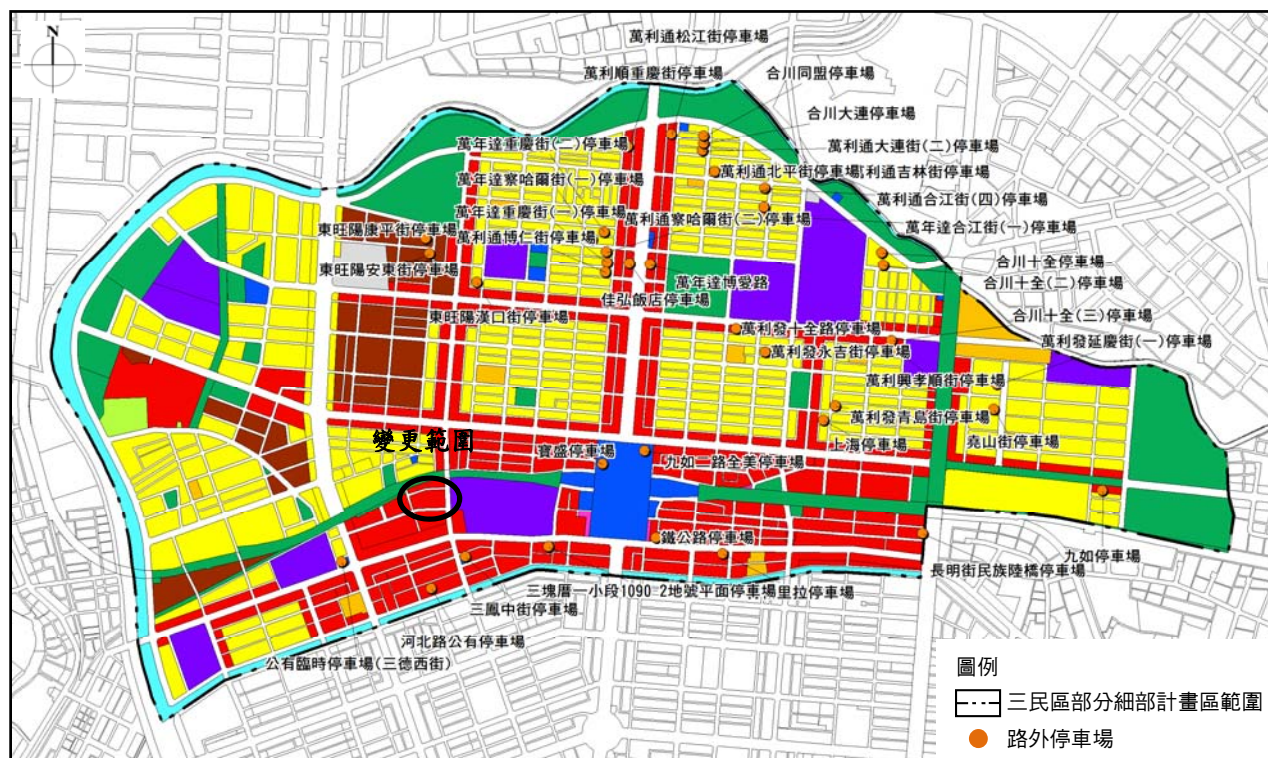 N
萬利通松江街停車場
萬利順重慶街停車場
合川同盟停車場
合川大連停車場
萬年達重慶街(二)停車場
萬利通大連街(二)停車場
萬利通北平街停車場
利通吉林街停車場
萬年達察哈爾街(一)停車場
萬利通合江街(四)停車場
萬年達重慶街(一)停車場
萬利通察哈爾街(二)停車場
萬年達合江街(一)停車場
東旺陽康平街停車場
萬利通博仁街停車場
合川十全停車場
東旺陽安東街停車場
萬年達博愛路
合川十全(二)停車場
佳弘飯店停車場
東旺陽漢口街停車場
合川十全(三)停車場
萬利發十全路停車場
萬利發延慶街(一)停車場
萬利發永吉街停車場
萬利興孝順街停車場
萬利發青島街停車場
變更範圍
上海停車場
堯山街停車場
寶盛停車場
九如二路全美停車場
鐵公路停車場
九如停車場
長明街民族陸橋停車場
三塊厝一小段1090 2地號平面停車場
里拉停車場
三鳳中街停車場
河北路公有停車場
公有臨時停車場(三德西街)
圖例
三民區部分細部計畫區範圍
路外停車場